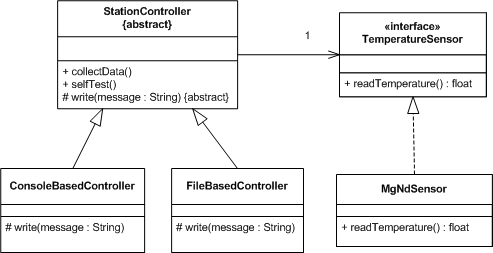 StationController
{abstract}
+ collectData()
+ selfTest()
# write(message : String) {abstract}
1
«interface»
TemperatureSensor
+ readTemperature() : float
ConsoleBasedController
# write(message : String)
FileBasedController
# write(message : String)
MgNdSensor
+ readTemperature() : float